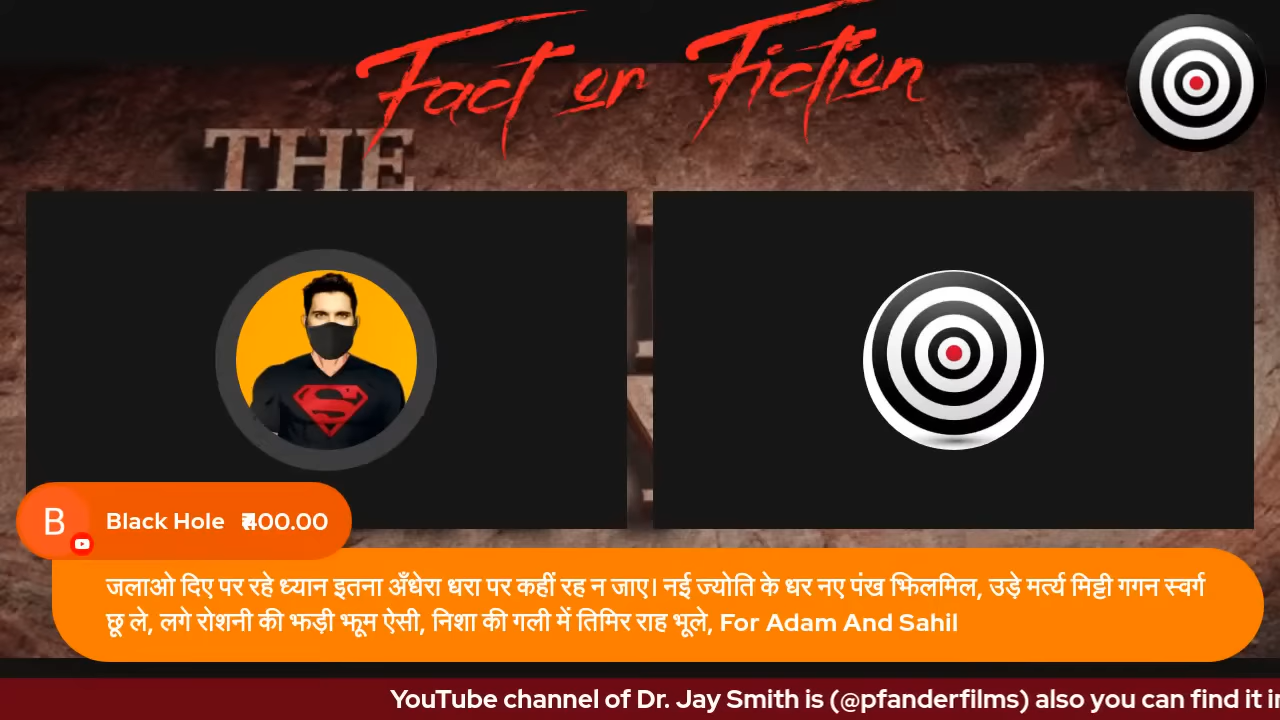 Fact or Fiction
THE
B
Black Hole ₹400.00
जलाओ दिए पर रहे ध्यान इतना अँधेरा धरा पर कहीं रह न जाए। नई ज्योति के धर नए पंख झिलमिल, उड़े मर्त्य मिट्टी गगन स्वर्ग
छू ले, लगे रोशनी की झड़ी झूम ऐसी, निशा की गली में तिमिर राह भूले, For Adam And Sahil
YouTube channel of Dr. Jay Smith is (@pfanderfilms) also you can find it